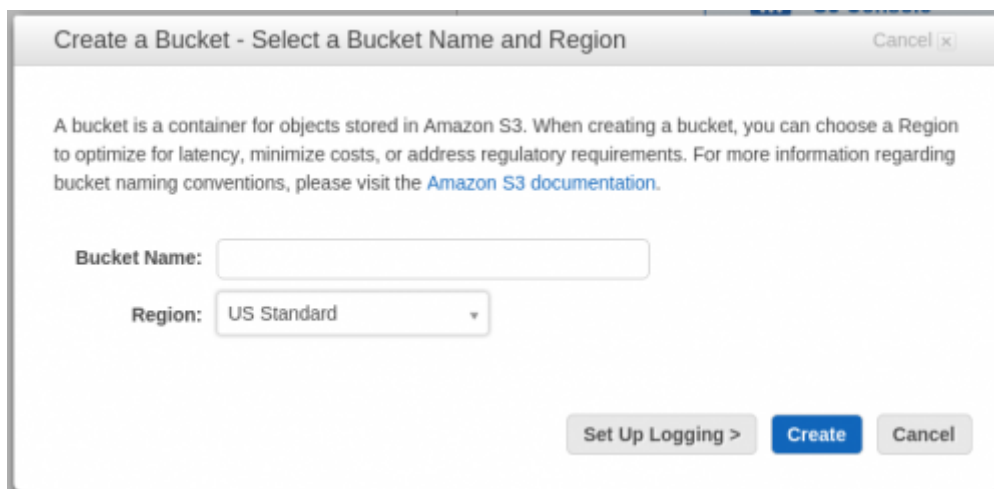 Create a Bucket - Select a Bucket Name and Region
Cancel x
A bucket is a container for objects stored in Amazon S3. When creating a bucket, you can choose a Region
to optimize for latency, minimize costs, or address regulatory requirements. For more information regarding
bucket naming conventions, please visit the Amazon S3 documentation.
Bucket Name:
Region: US Standard
Set Up Logging > Create Cancel